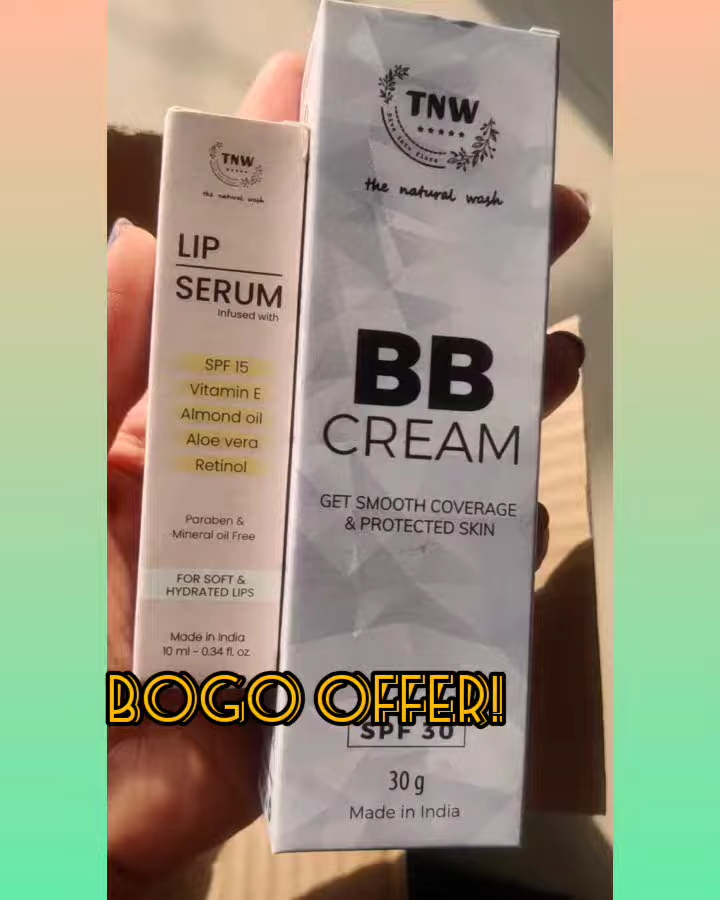 TNW
the natural wash
LIP
SERUM
Infused with
SPF 15
Vitamin E
Almond oil
Aloe vera
Retinol
Paraben &
Mineral oil Free
FOR SOFT &
HYDRATED LIPS
Made in India
10 ml - 0.34 fl. oz.
TNW
the natural wash
BB
CREAM
GET SMOOTH COVERAGE
& PROTECTED SKIN
BOGO OFFER!
SPF 30
30 g
Made in India